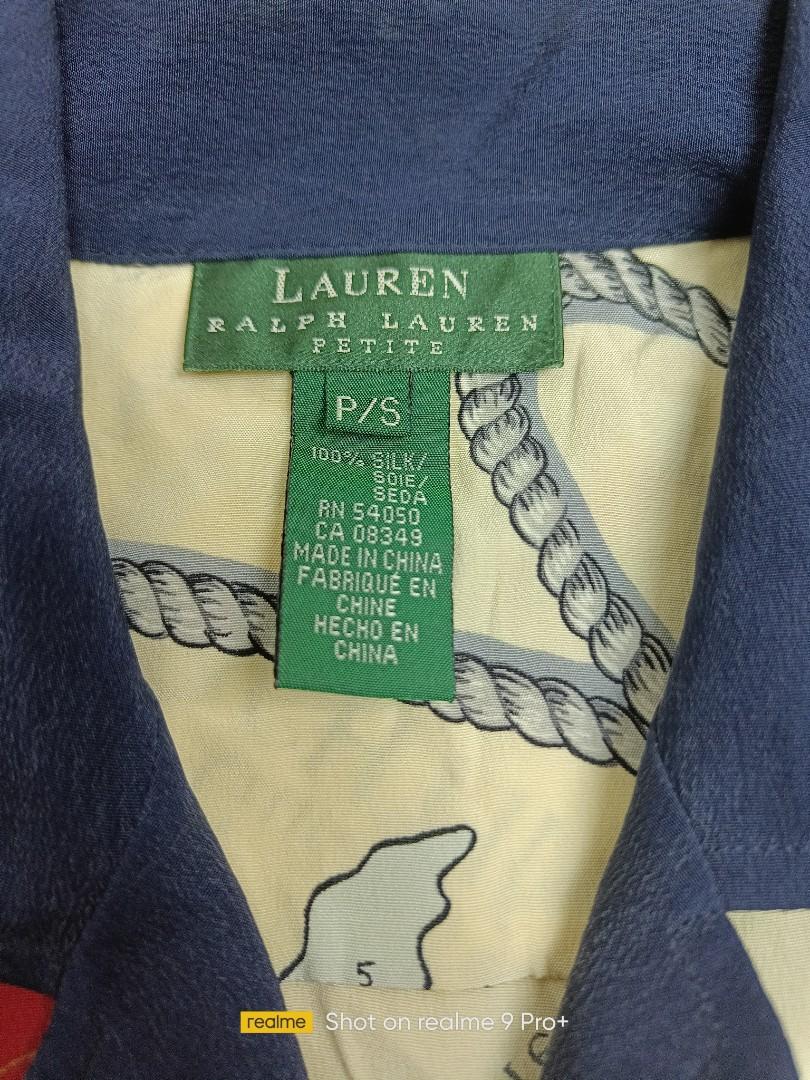 LAUREN
RALPH LAUREN
PETITE
P/S
100% SILK/
SOIE/
SEDA
RN 54050
CA 08349
MADE IN CHINA
FABRIQUÉ EN
CHINE
HECHO EN
CHINA
5
realme Shot on realme 9 Pro+